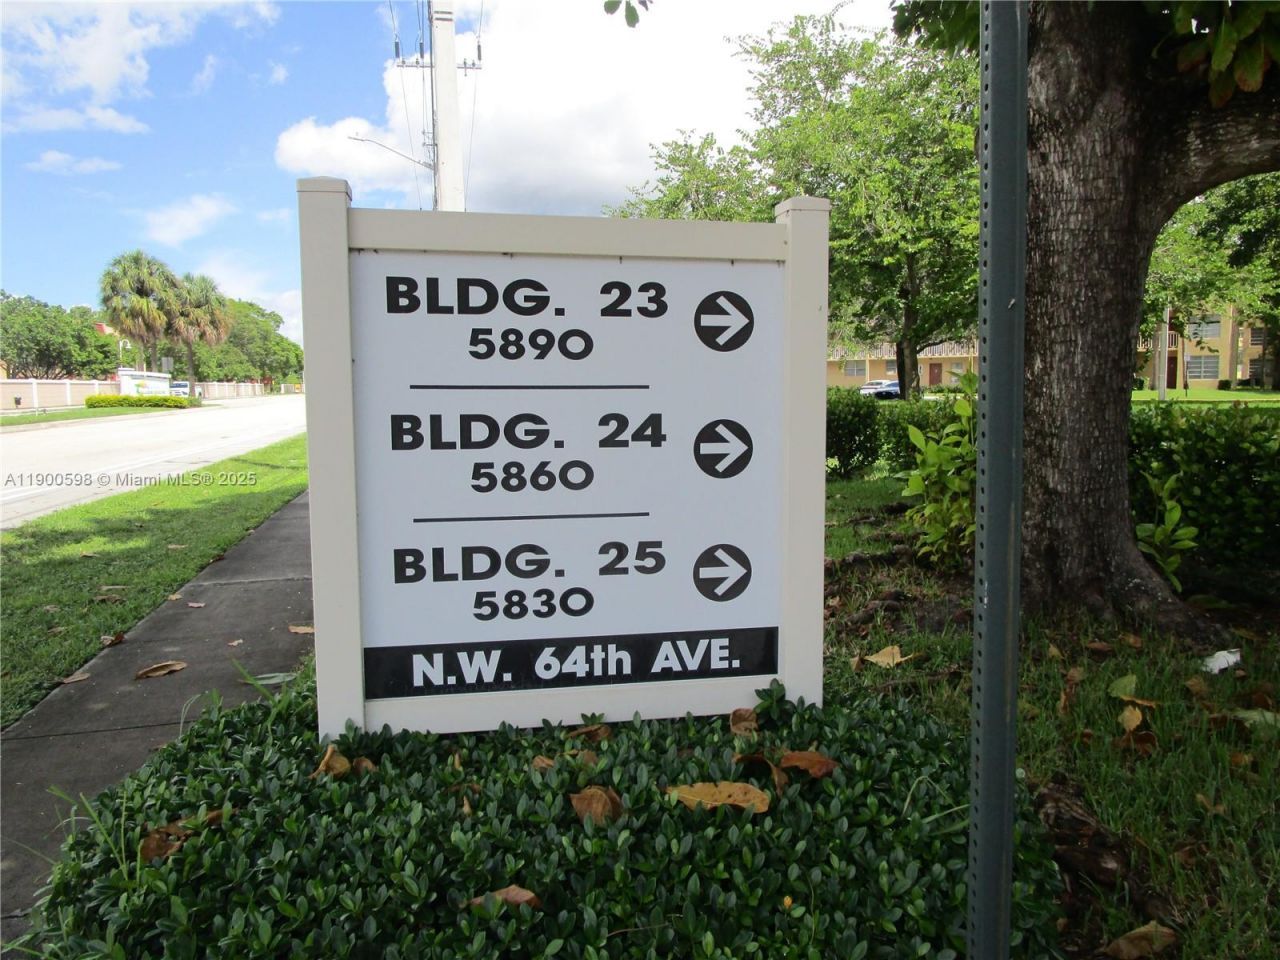 BLDG. 23
5890
BLDG. 24
5860
BLDG. 25
5830
N.W. 64th AVE.
A11900598 © Miami MLS® 2025